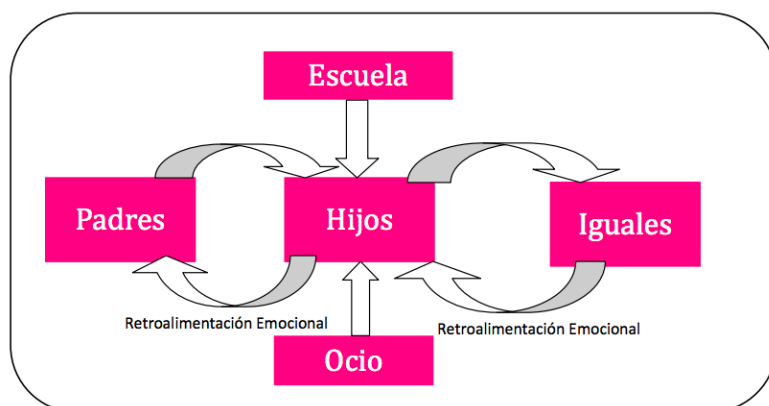 Escuela
Padres
Hijos
Iguales
Retroalimentación Emocional
Retroalimentación Emocional
Ocio